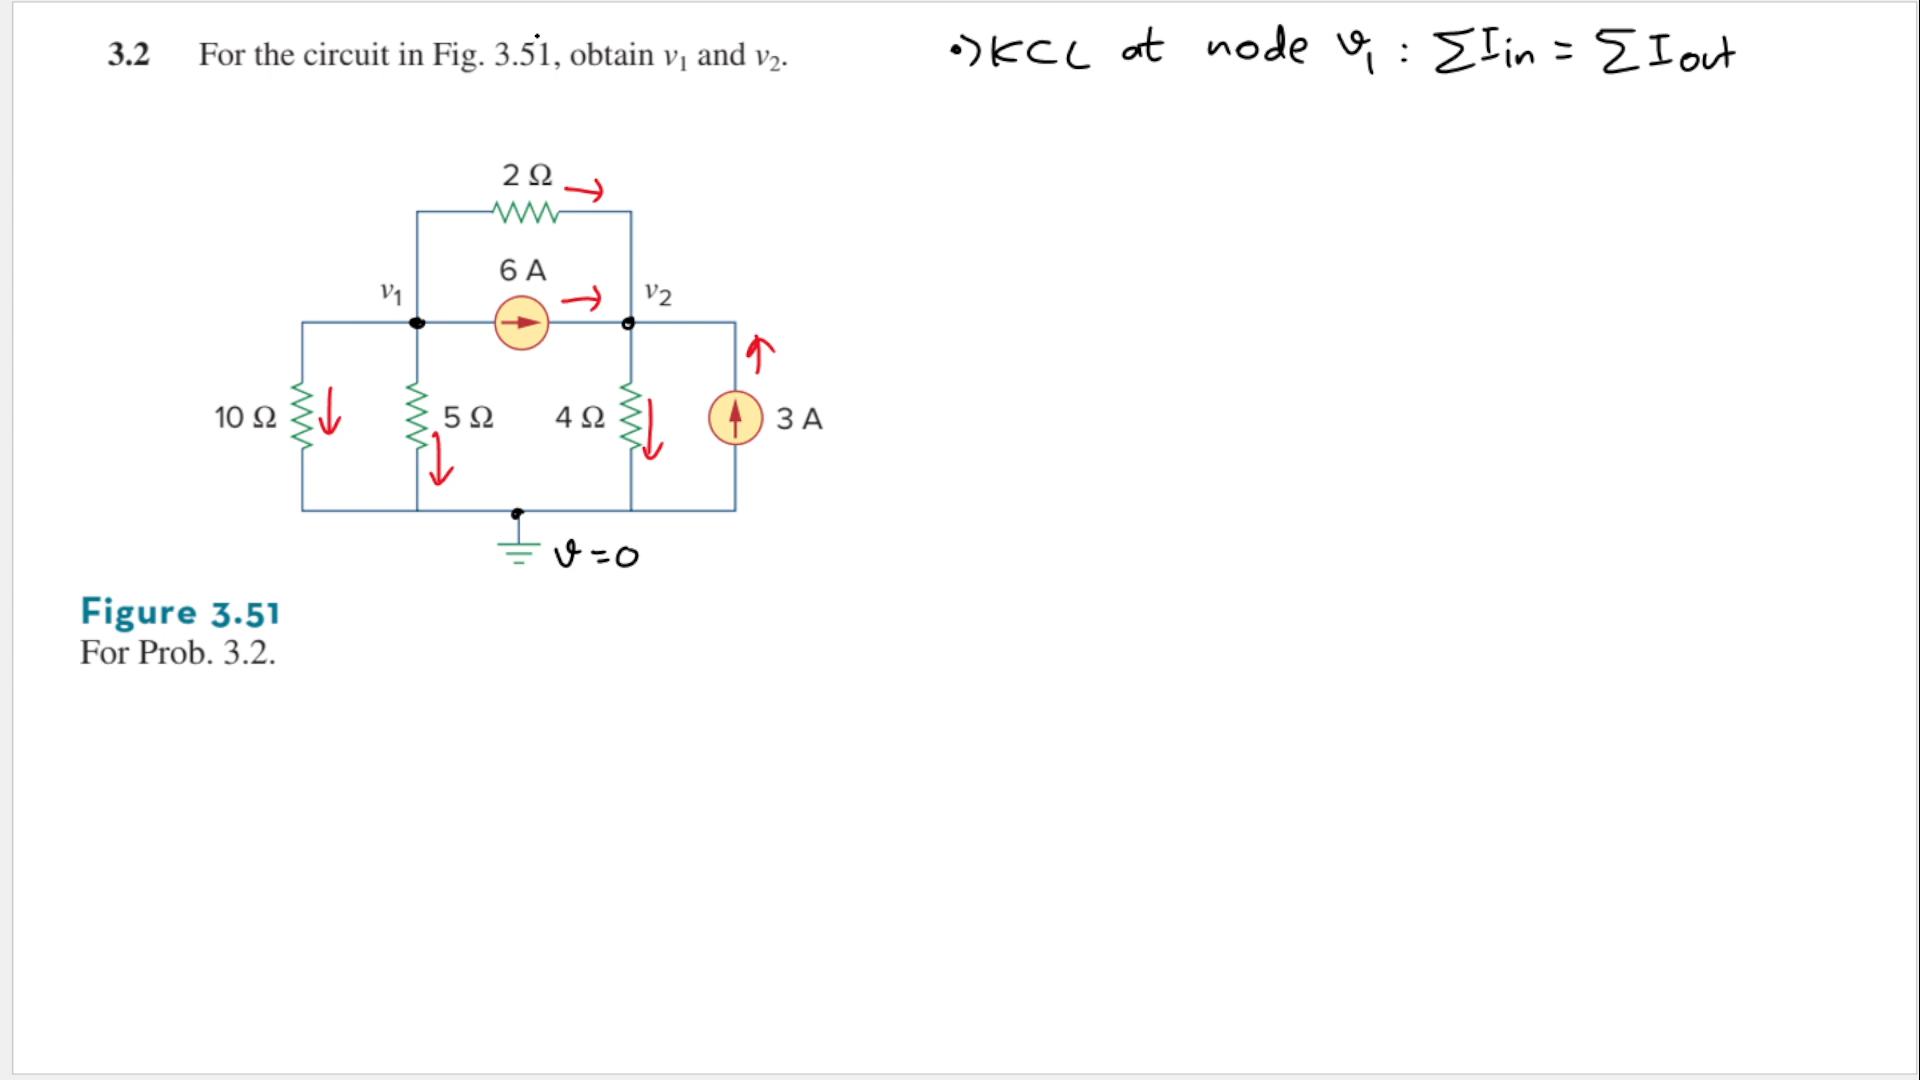 3.2 For the circuit in Fig. 3.51, obtain v₁ and v₂.
•) KCL at node v₁ : ΣIin = ΣIout
2 Ω
6 A
v₁
v₂
10 Ω
5 Ω
4 Ω
3 A
v = 0
Figure 3.51
For Prob. 3.2.